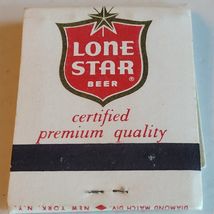 LONE
STAR
BEER
®
certified
premium quality
DIAMOND MATCH DIV. ◆ NEW YORK, N.Y.